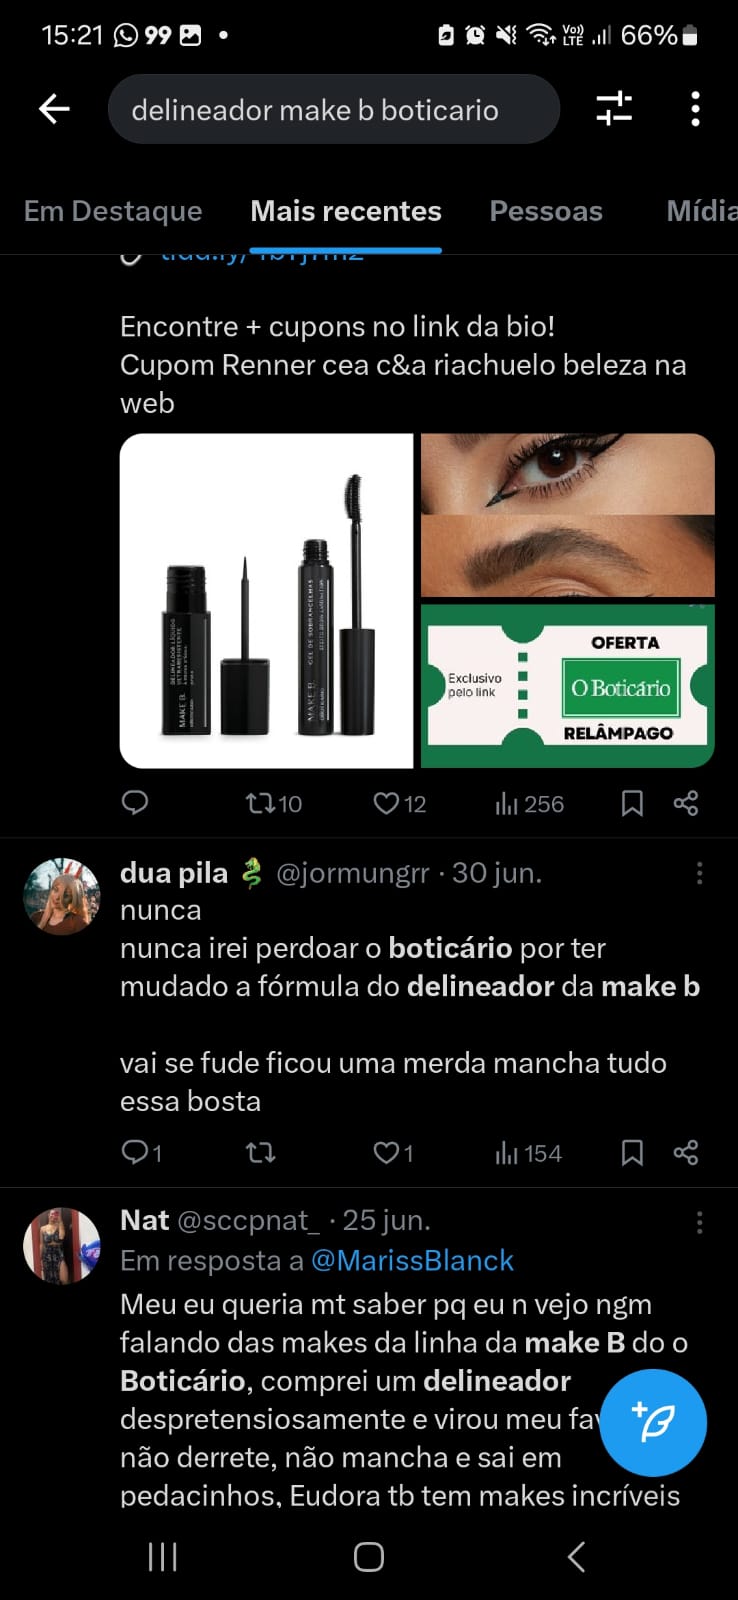 15:21 99 Vo) LTE 66%
delineador make b boticario
Em Destaque Mais recentes Pessoas Mídia
Encontre + cupons no link da bio!
Cupom Renner cea c&a riachuelo beleza na
web
MAKE B.
DELINEADOR LÍQUIDO
ULTRARRESISTENTE
MAKE B.
GEL DE SOBRANCELHAS
OFERTA
Exclusivo
pelo link
O Boticário
RELÂMPAGO
10 12 256
dua pila @jormungrr · 30 jun.
nunca
nunca irei perdoar o boticário por ter
mudado a fórmula do delineador da make b
vai se fude ficou uma merda mancha tudo
essa bosta
1 1 154
Nat @sccpnat_ · 25 jun.
Em resposta a @MarissBlanck
Meu eu queria mt saber pq eu n vejo ngm
falando das makes da linha da make B do o
Boticário, comprei um delineador
despretensiosamente e virou meu fav
não derrete, não mancha e sai em
pedacinhos, Eudora tb tem makes incríveis